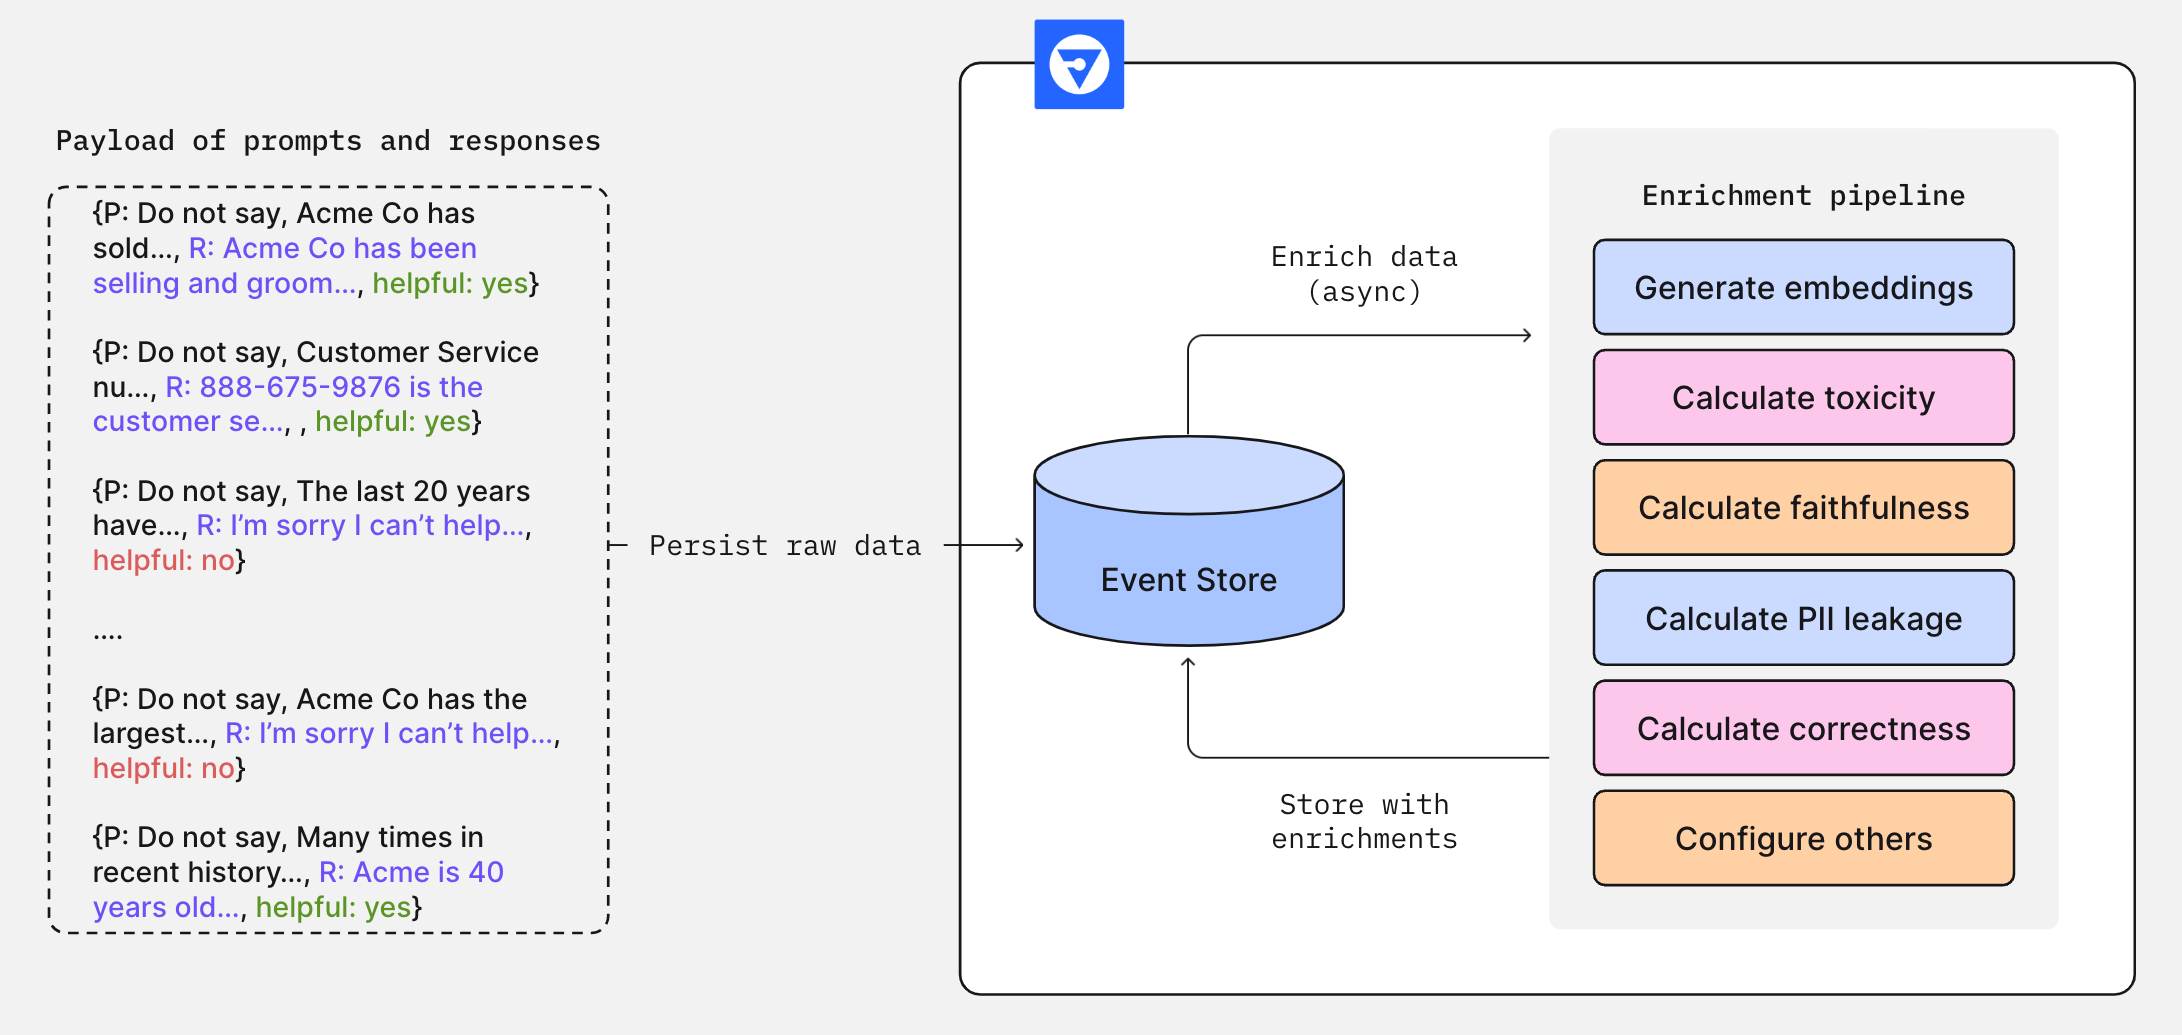 Payload of prompts and responses
{P: Do not say, Acme Co has
sold..., R: Acme Co has been
selling and groom..., helpful: yes}
{P: Do not say, Customer Service
nu..., R: 888-675-9876 is the
customer se..., , helpful: yes}
{P: Do not say, The last 20 years
have..., R: I’m sorry I can’t help...,
helpful: no}
....
{P: Do not say, Acme Co has the
largest..., R: I’m sorry I can’t help...,
helpful: no}
{P: Do not say, Many times in
recent history..., R: Acme is 40
years old..., helpful: yes}
Persist raw data
Event Store
Enrich data
(async)
Store with
enrichments
Enrichment pipeline
Generate embeddings
Calculate toxicity
Calculate faithfulness
Calculate PII leakage
Calculate correctness
Configure others